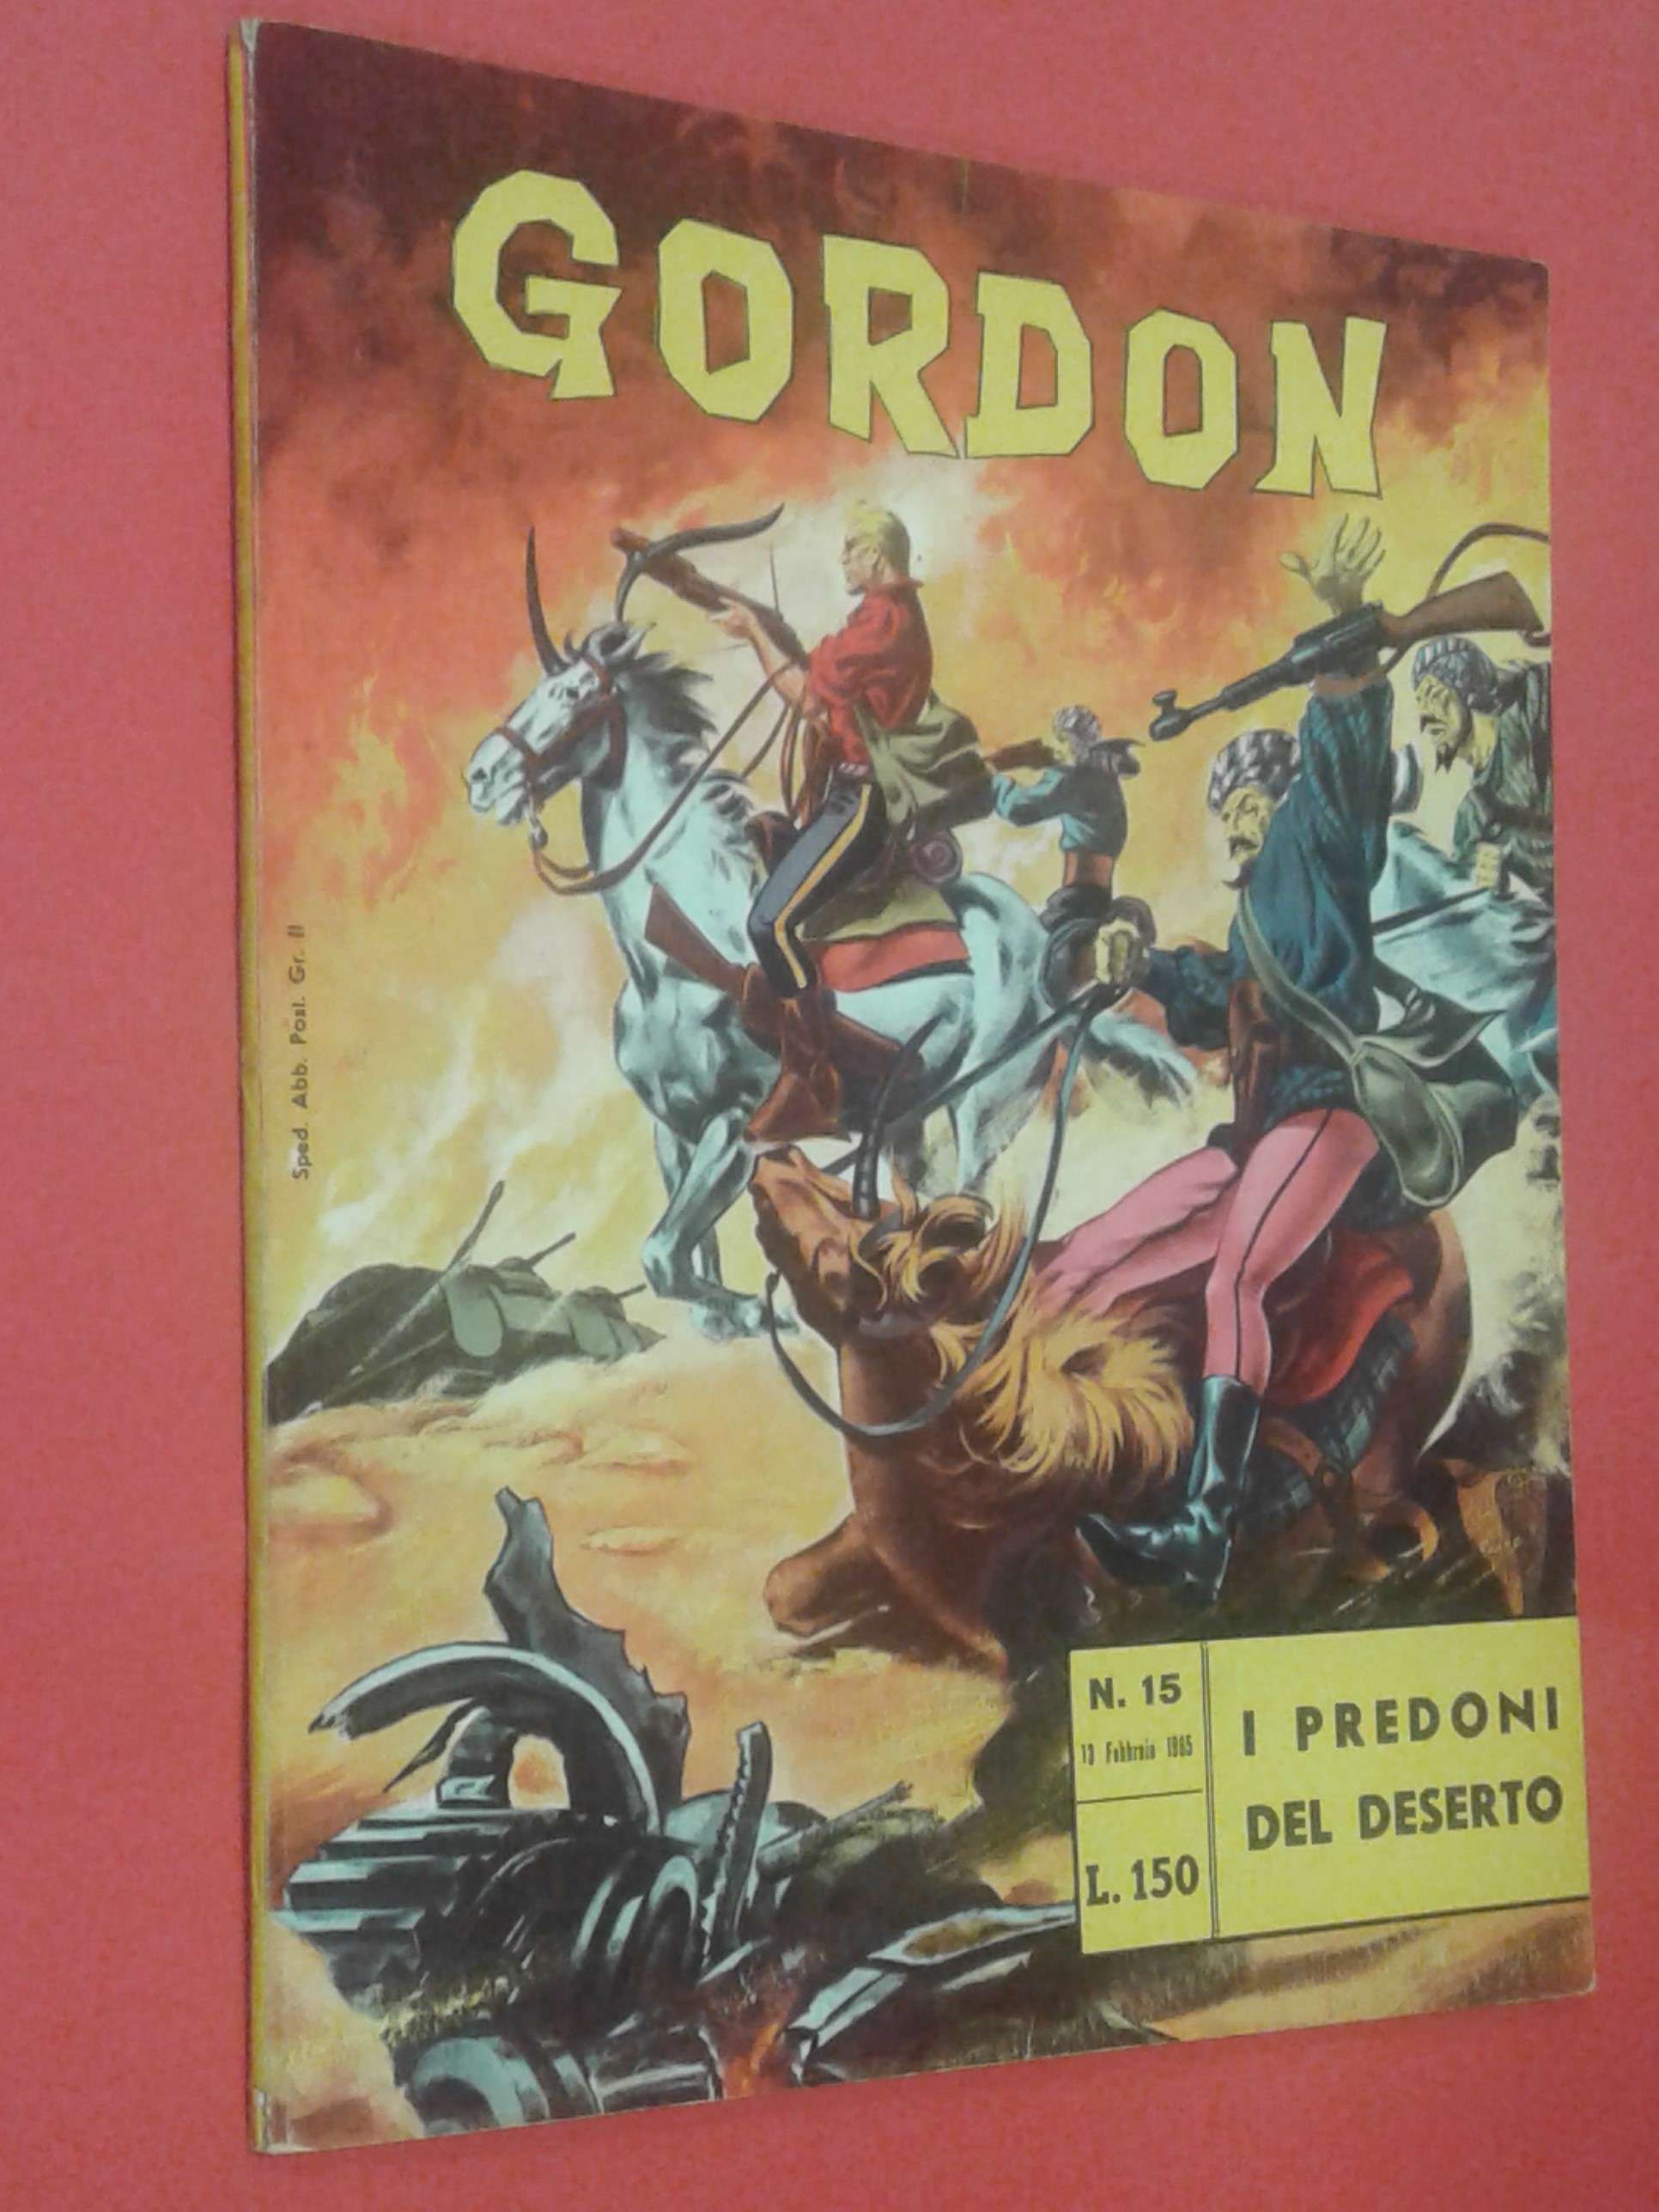 GORDON
Sped. Abb. Post. Gr. II
N. 15
13 Febbraio 1965
L. 150
I PREDONI
DEL DESERTO